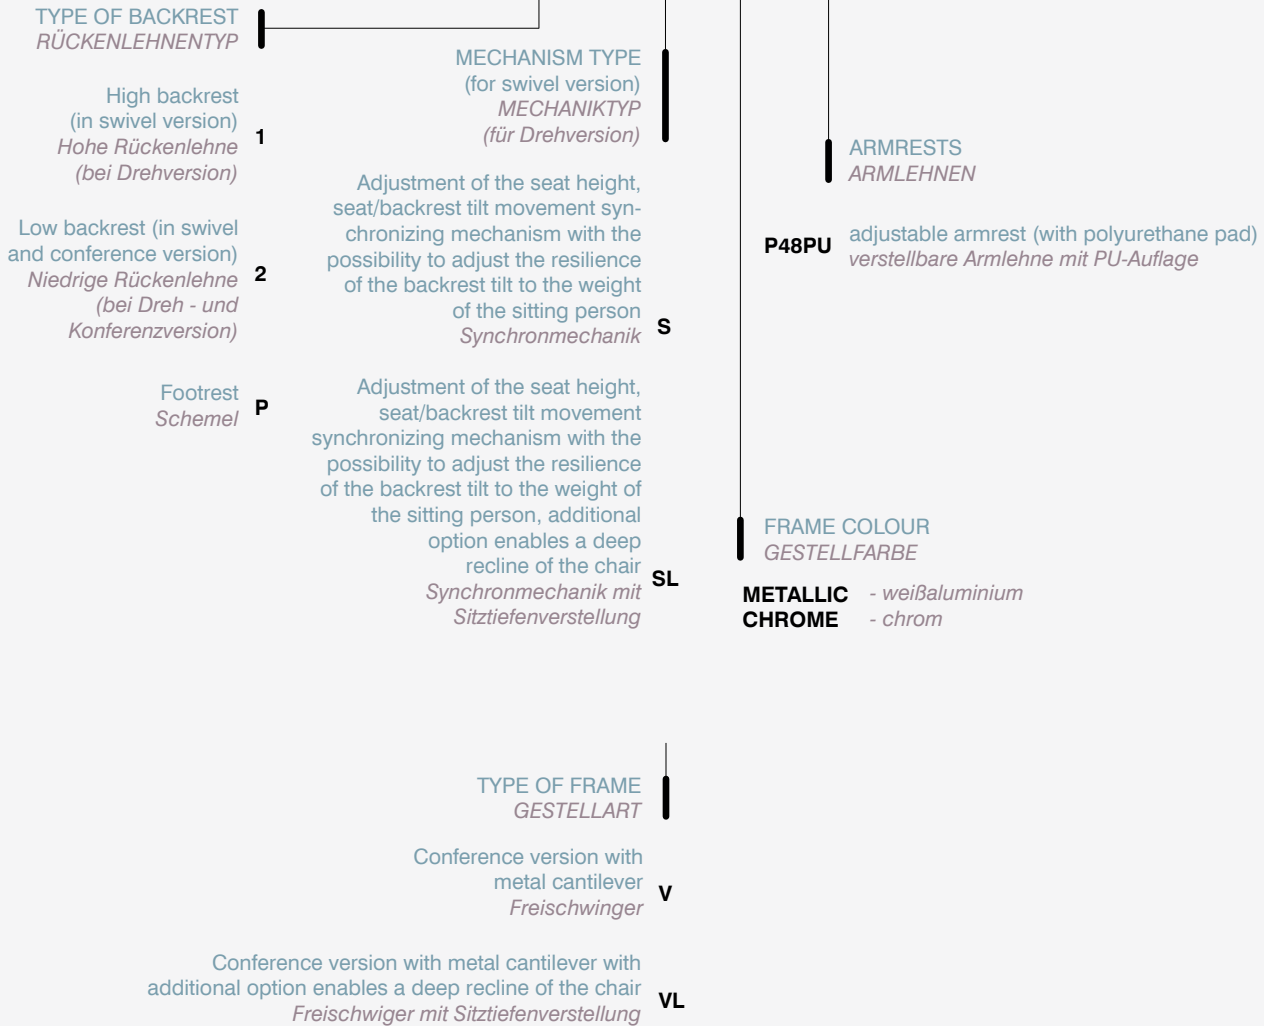 TYPE OF BACKREST
RÜCKENLEHNENTYP
High backrest
(in swivel version)
Hohe Rückenlehne
(bei Drehversion)
1
Low backrest (in swivel
and conference version)
Niedrige Rückenlehne
(bei Dreh - und
Konferenzversion)
2
Footrest
Schemel
P
MECHANISM TYPE
(for swivel version)
MECHANIKTYP
(für Drehversion)
Adjustment of the seat height,
seat/backrest tilt movement syn-
chronizing mechanism with the
possibility to adjust the resilience
of the backrest tilt to the weight
of the sitting person
Synchronmechanik
S
Adjustment of the seat height,
seat/backrest tilt movement
synchronizing mechanism with the
possibility to adjust the resilience
of the backrest tilt to the weight of
the sitting person, additional
option enables a deep
recline of the chair
Synchronmechanik mit
Sitztiefenverstellung
SL
ARMRESTS
ARMLEHNEN
P48PU adjustable armrest (with polyurethane pad)
verstellbare Armlehne mit PU-Auflage
FRAME COLOUR
GESTELLFARBE
METALLIC - weißaluminium
CHROME - chrom
TYPE OF FRAME
GESTELLART
Conference version with
metal cantilever
Freischwinger
V
Conference version with metal cantilever with
additional option enables a deep recline of the chair
Freischwiger mit Sitztiefenverstellung
VL